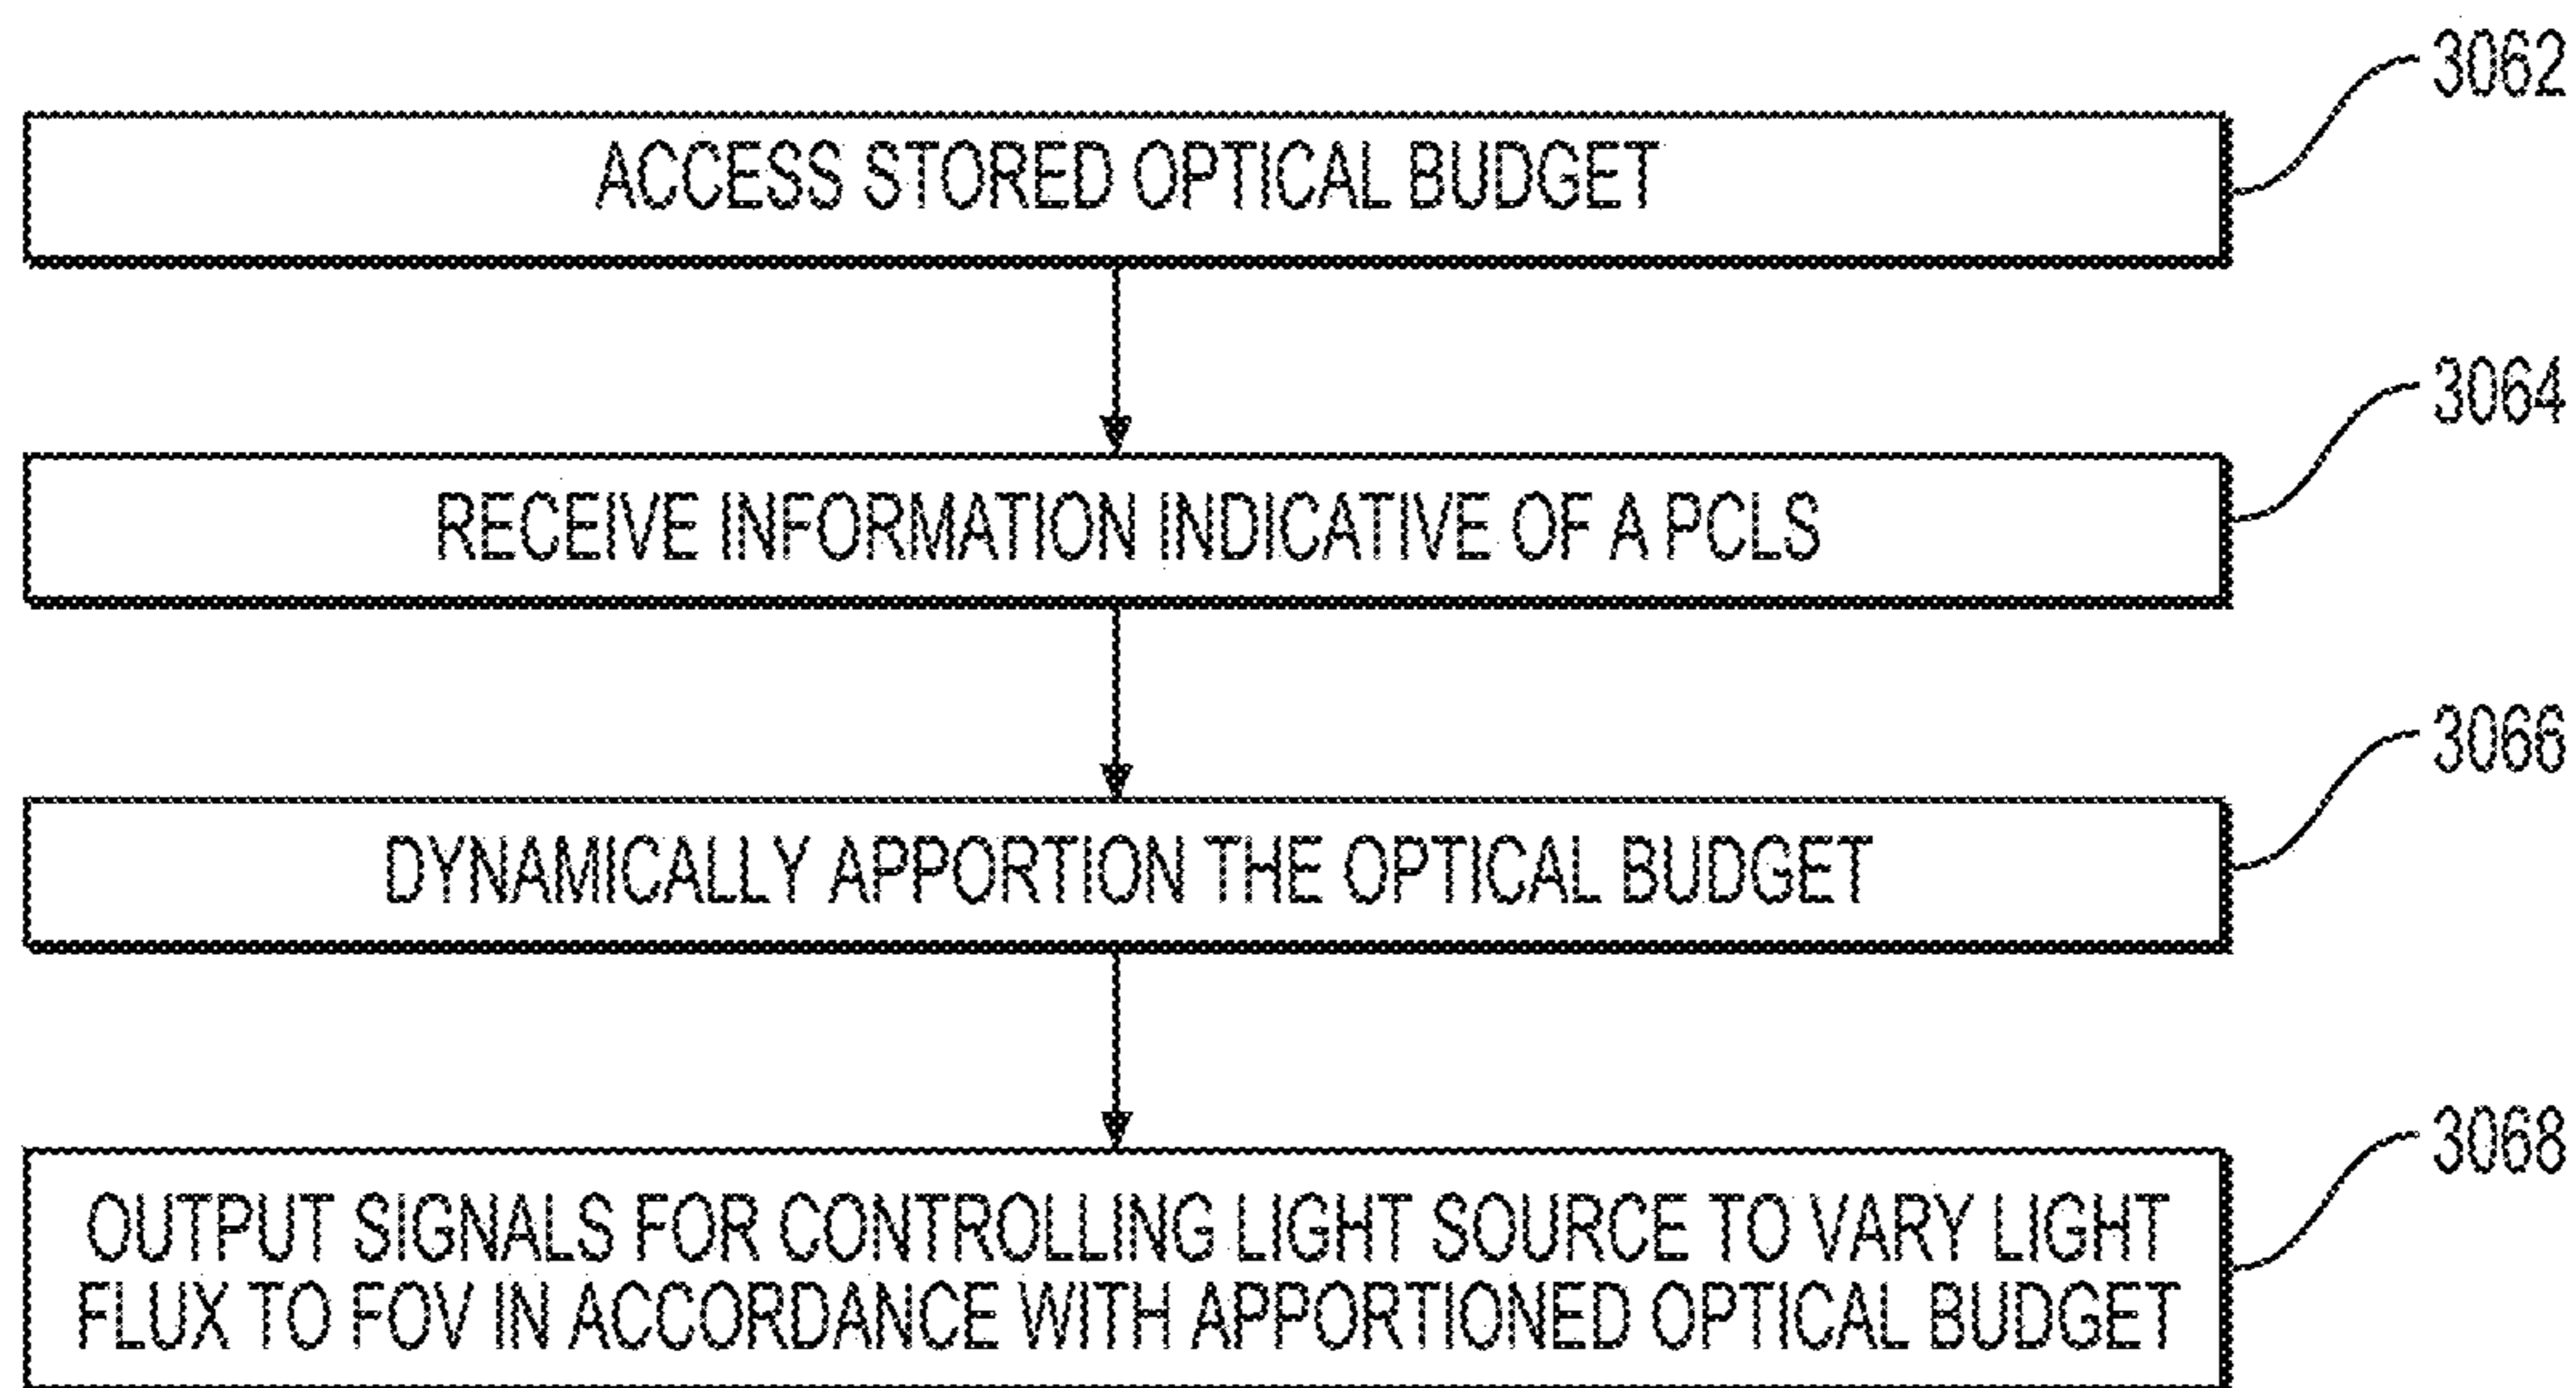 3062
ACCESS STORED OPTICAL BUDGET
3064
RECEIVE INFORMATION INDICATIVE OF A PCLS
3066
DYNAMICALLY APPORTION THE OPTICAL BUDGET
3068
OUTPUT SIGNALS FOR CONTROLLING LIGHT SOURCE TO VARY LIGHT
FLUX TO FOV IN ACCORDANCE WITH APPORTIONED OPTICAL BUDGET